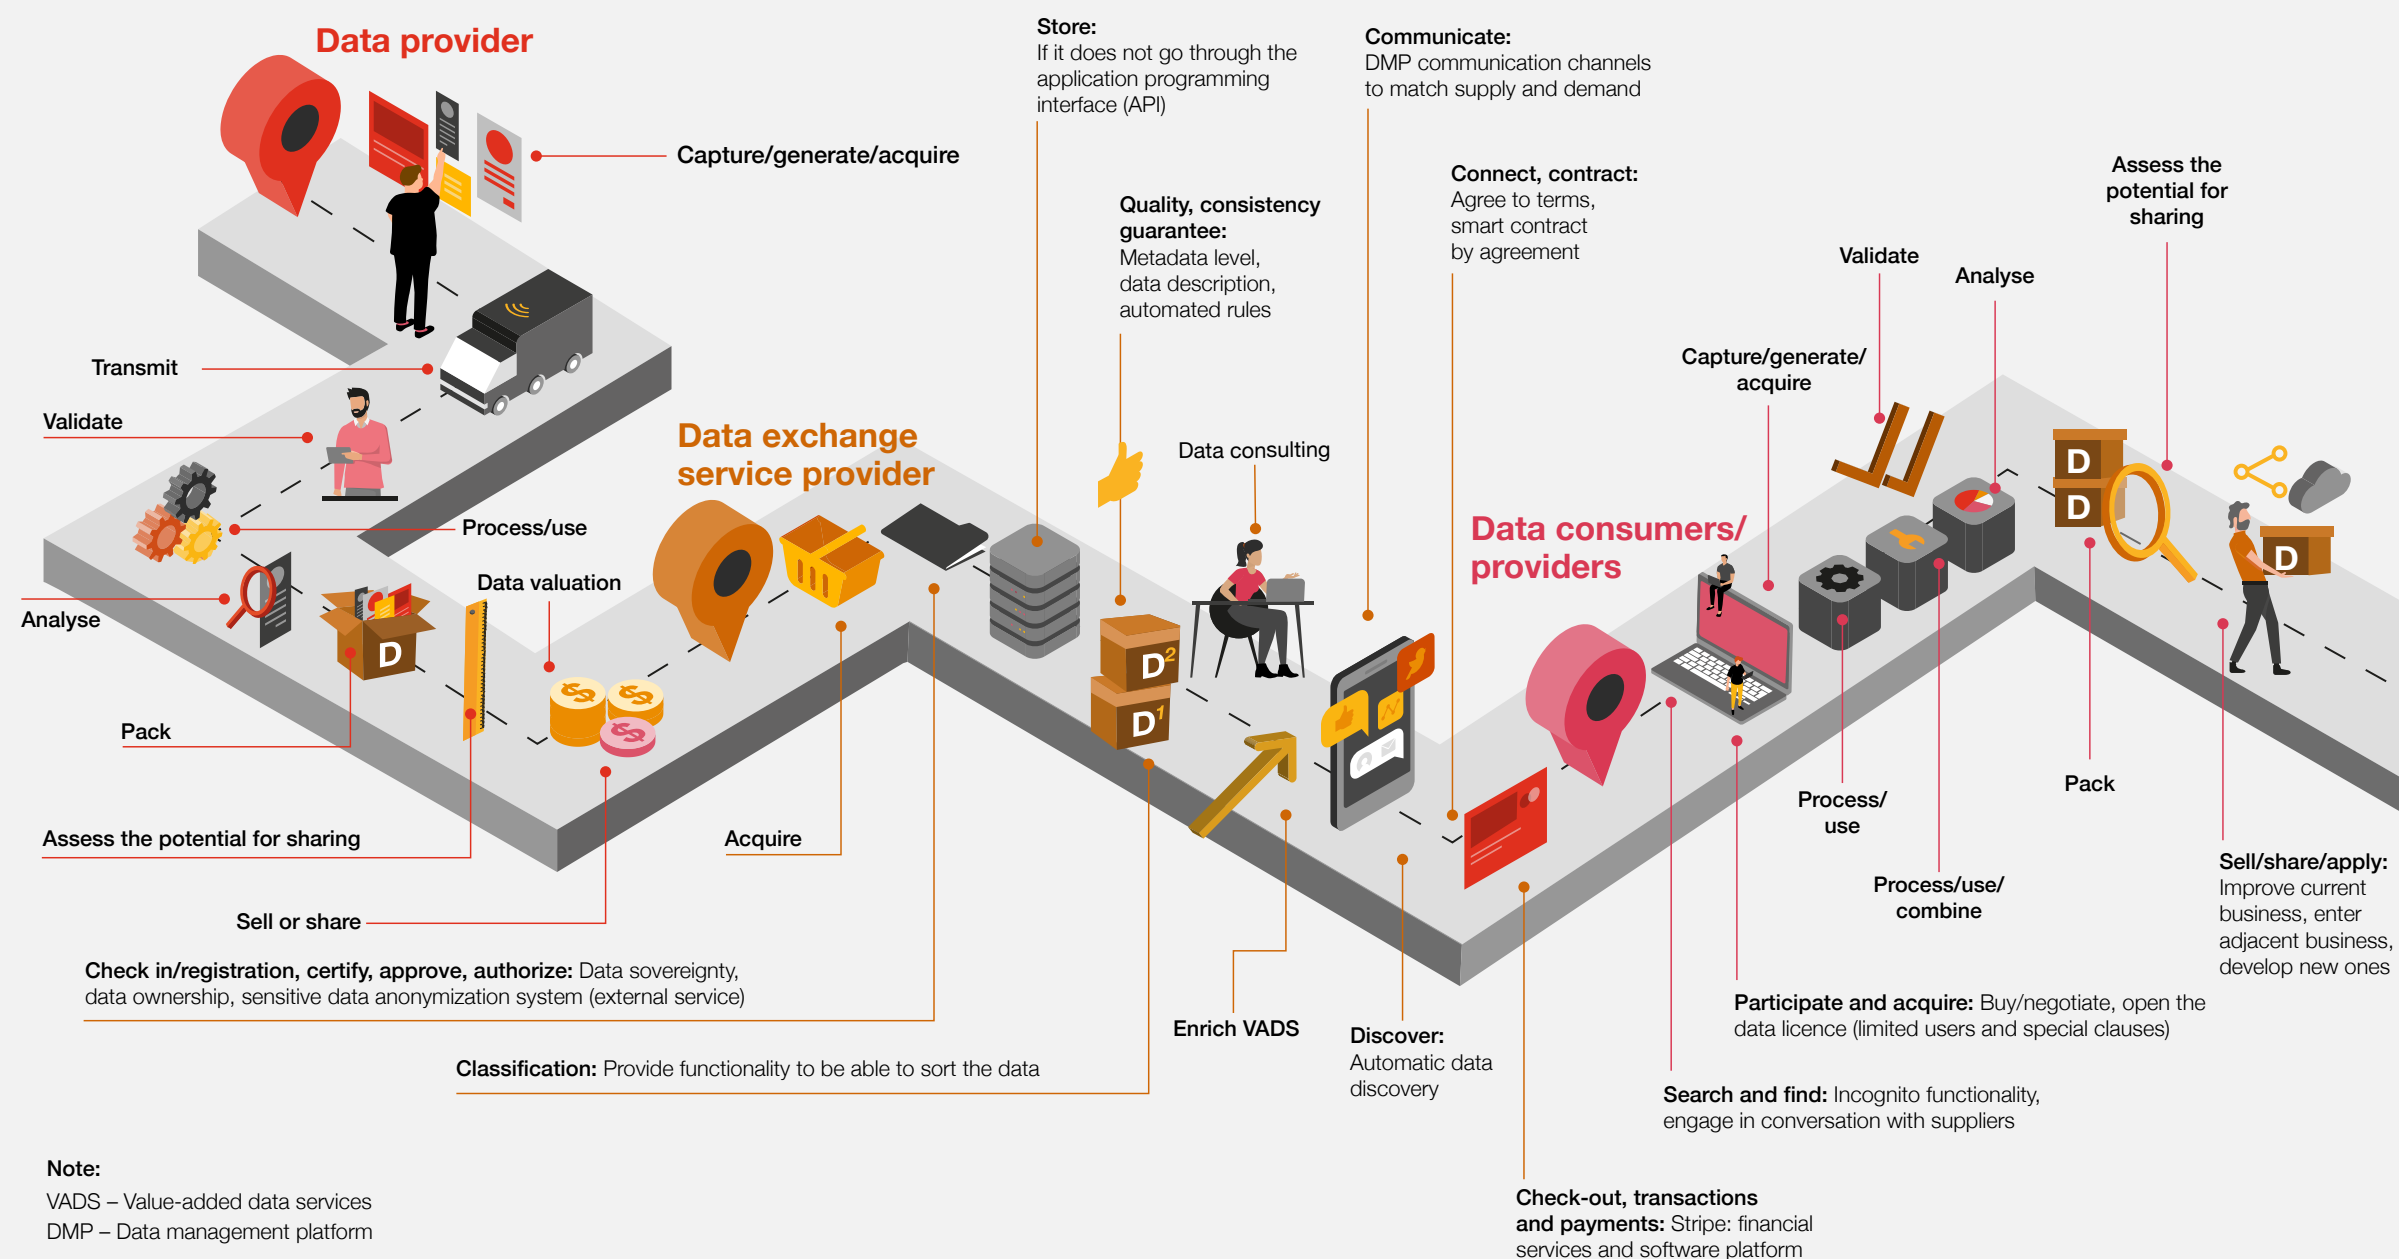 Data provider
Capture/generate/acquire
Transmit
Validate
Process/use
Analyse
Pack
D
Assess the potential for sharing
Data valuation
Sell or share
Data exchange
service provider
Acquire
Check in/registration, certify, approve, authorize: Data sovereignty,
data ownership, sensitive data anonymization system (external service)
Store:
If it does not go through the
application programming
interface (API)
Quality, consistency
guarantee:
Metadata level,
data description,
automated rules
D²
D¹
Classification: Provide functionality to be able to sort the data
Data consulting
Enrich VADS
Communicate:
DMP communication channels
to match supply and demand
Discover:
Automatic data
discovery
Connect, contract:
Agree to terms,
smart contract
by agreement
Check-out, transactions
and payments: Stripe: financial
services and software platform
Data consumers/
providers
Search and find: Incognito functionality,
engage in conversation with suppliers
Participate and acquire: Buy/negotiate, open the
data licence (limited users and special clauses)
Capture/generate/
acquire
Process/
use
Validate
Process/use/
combine
Analyse
D
D
Pack
Assess the
potential for
sharing
D
Sell/share/apply:
Improve current
business, enter
adjacent business,
develop new ones
$
$
$
Note:
VADS – Value-added data services
DMP – Data management platform